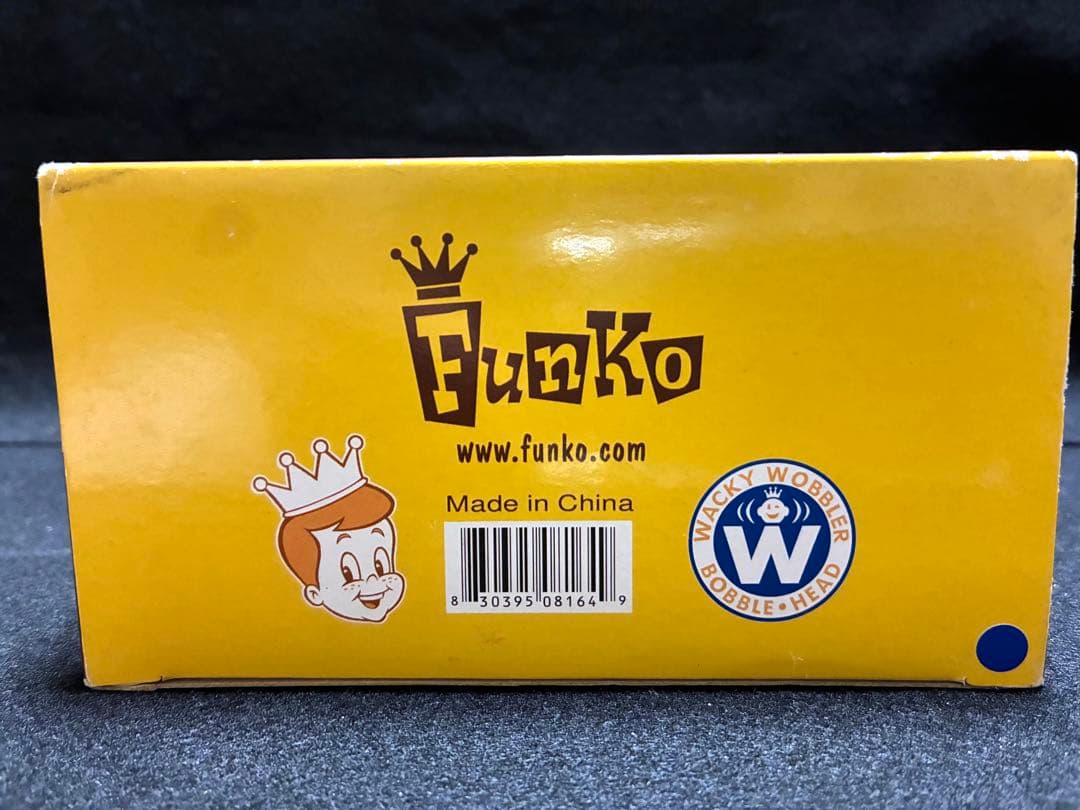 Funko
www.funko.com
Made in China
8 30395 08164 9
WACKY WOBBLER
W
BOBBLE • HEAD